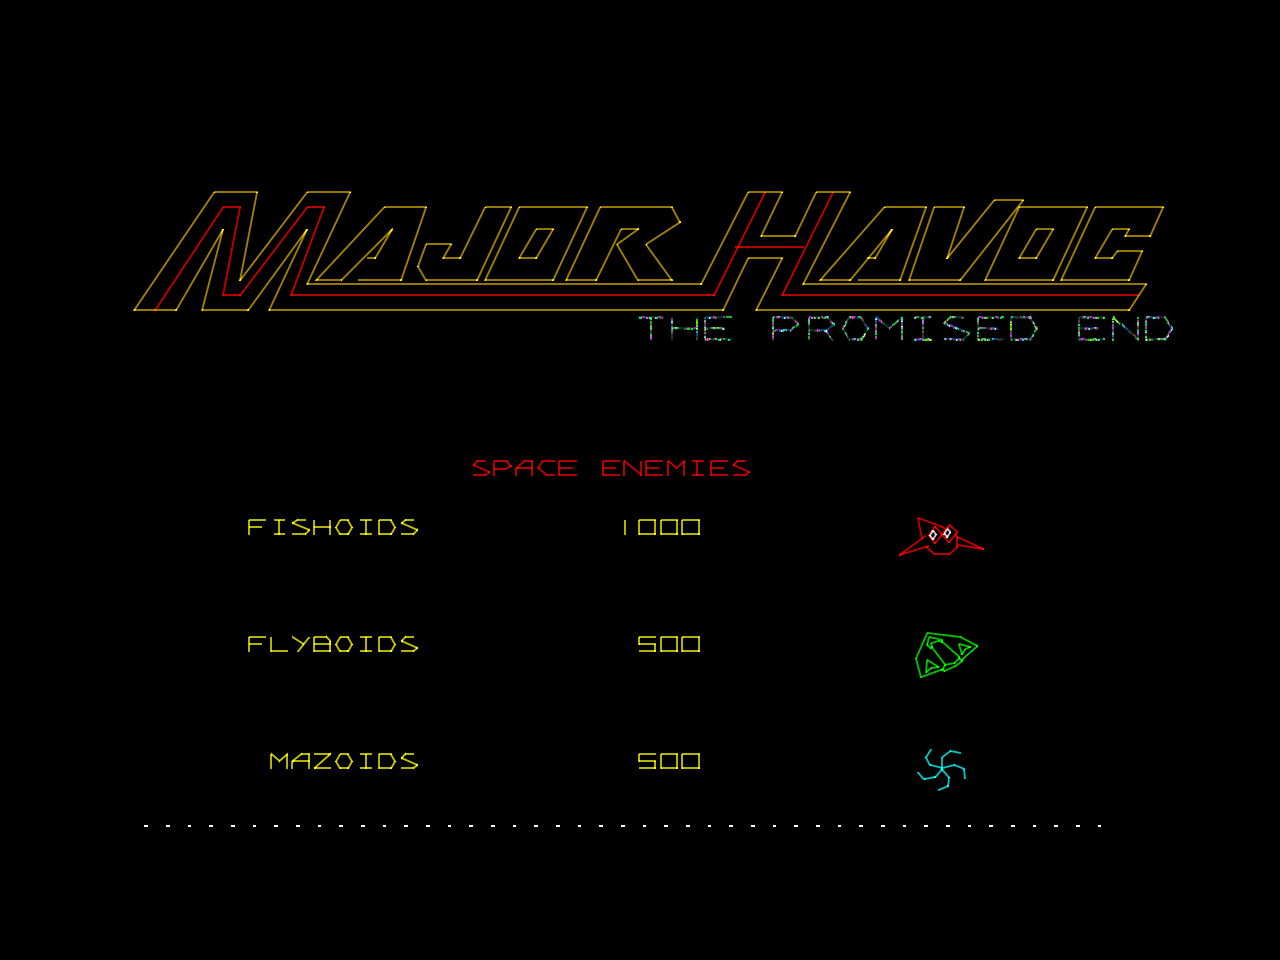 MAJOR HAVOC
THE PROMISED END
SPACE ENEMIES
FISHOIDS 1000
FLYBOIDS 500
MAZOIDS 500